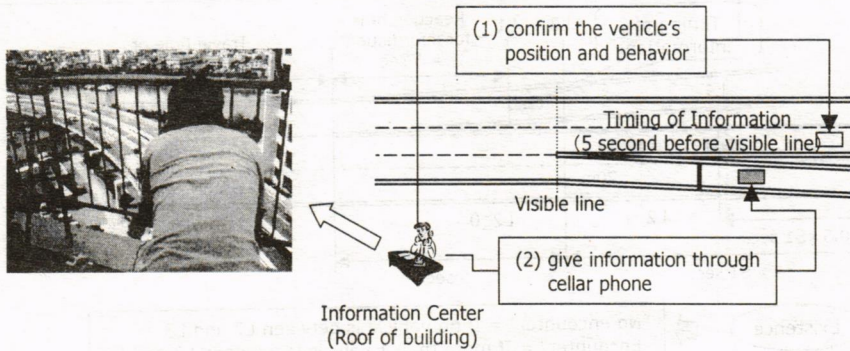 (1) confirm the vehicle's
position and behavior
Timing of Information
(5 second before visible line)
Visible line
(2) give information through
cellar phone
Information Center
(Roof of building)